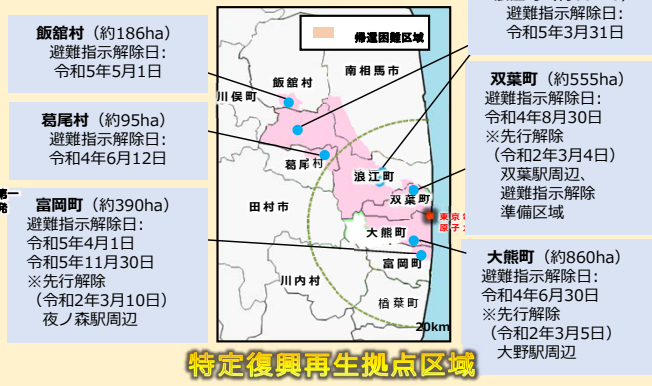 飯舘村（約186ha）
避難指示解除日：
令和5年5月1日
葛尾村（約95ha）
避難指示解除日：
令和4年6月12日
第一
発
富岡町（約390ha）
避難指示解除日：
令和5年4月1日
令和5年11月30日
※先行解除
（令和2年3月10日）
夜ノ森駅周辺
帰還困難区域
南相馬市
飯舘村
川俣町
葛尾村
浪江町
双葉町
田村市
大熊町
東京
原子
富岡町
川内村
楢葉町
20km
避難指示解除日：
令和5年3月31日
双葉町（約555ha）
避難指示解除日：
令和4年8月30日
※先行解除
（令和2年3月4日）
双葉駅周辺、
避難指示解除
準備区域
大熊町（約860ha）
避難指示解除日：
令和4年6月30日
※先行解除
（令和2年3月5日）
大野駅周辺
特定復興再生拠点区域